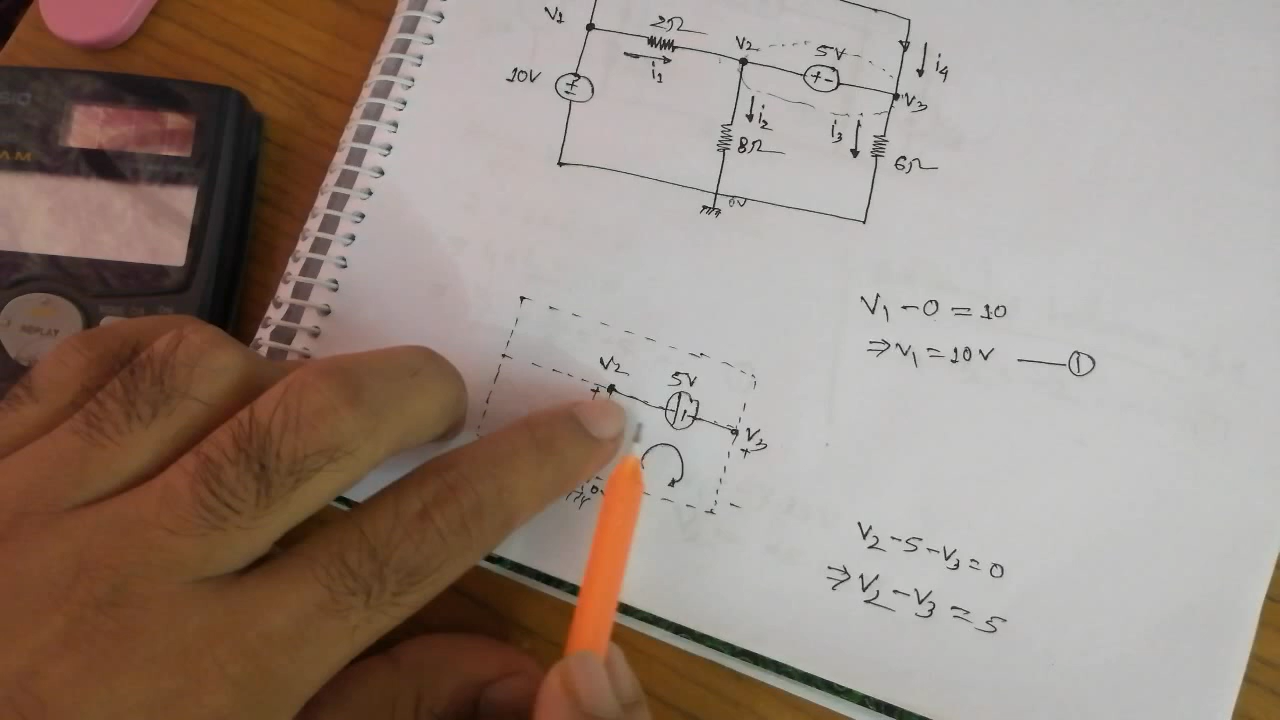 V1
2Ω
i1
V2
5V
+-
i4
10V
±
V3
i2
8Ω
i3
6Ω
0V
V1 - 0 = 10
⇒ V1 = 10V —— ①
V2
5V
+
V3
+
V2 - 5 - V3 = 0
⇒ V2 - V3 = 5
REPLAY